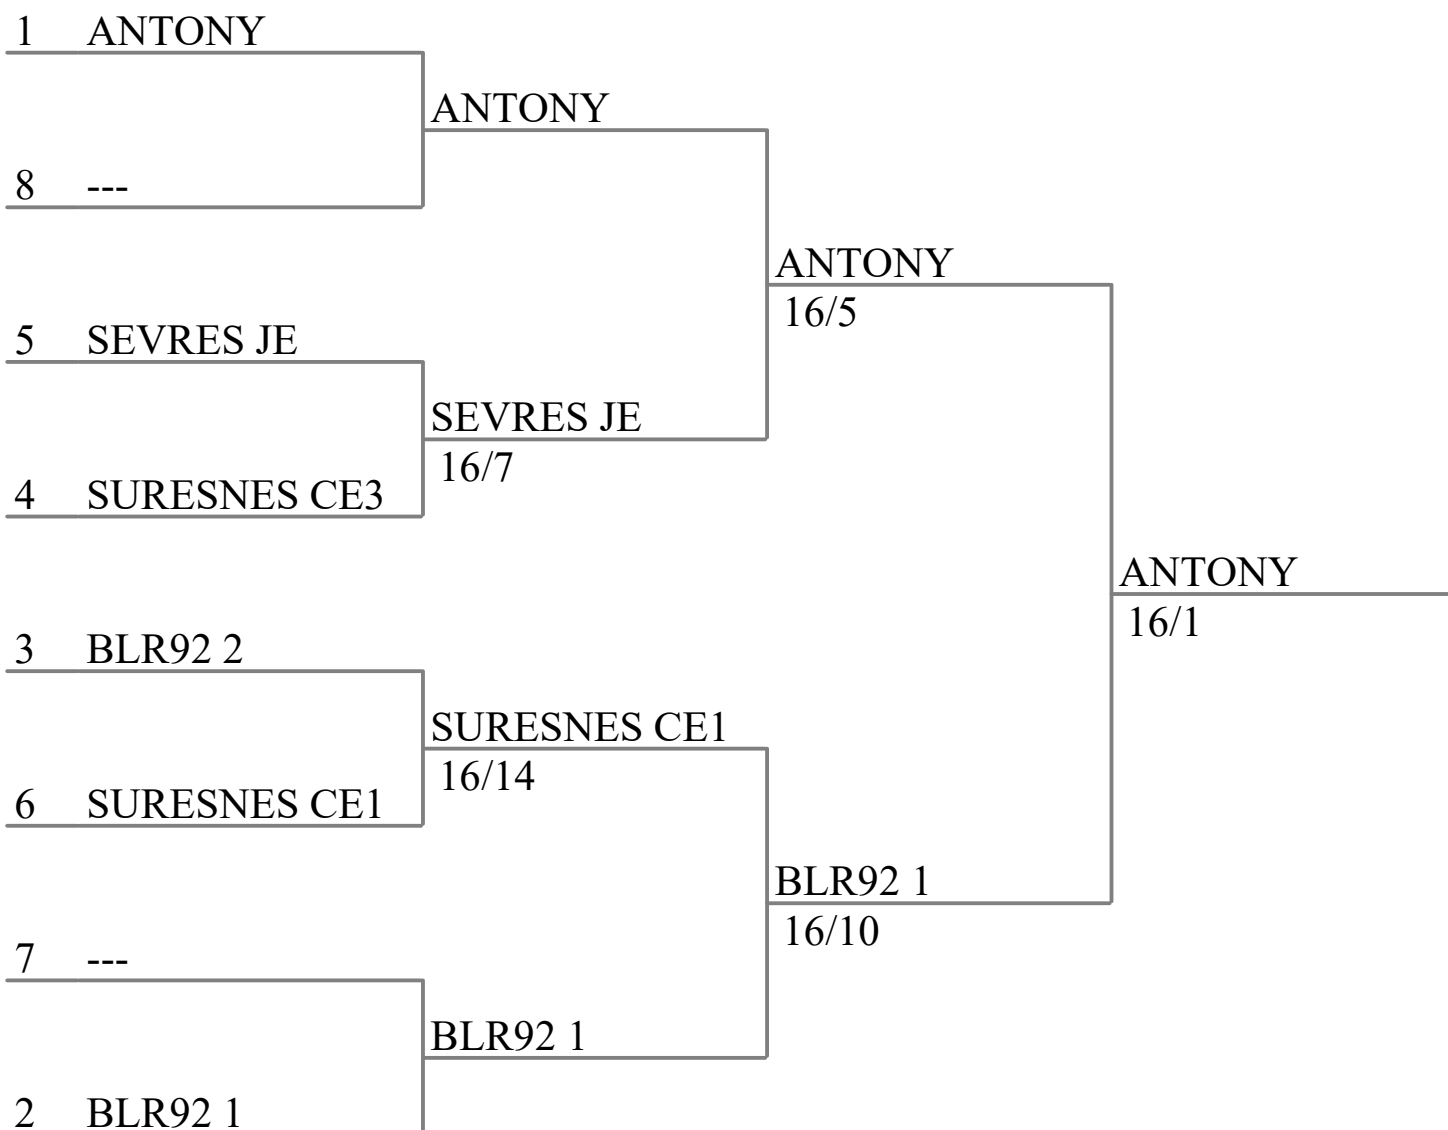 1 ANTONY
ANTONY
8 ---
ANTONY
16/5
5 SEVRES JE
SEVRES JE
16/7
4 SURESNES CE3
ANTONY
16/1
3 BLR92 2
SURESNES CE1
16/14
6 SURESNES CE1
BLR92 1
16/10
7 ---
BLR92 1
2 BLR92 1